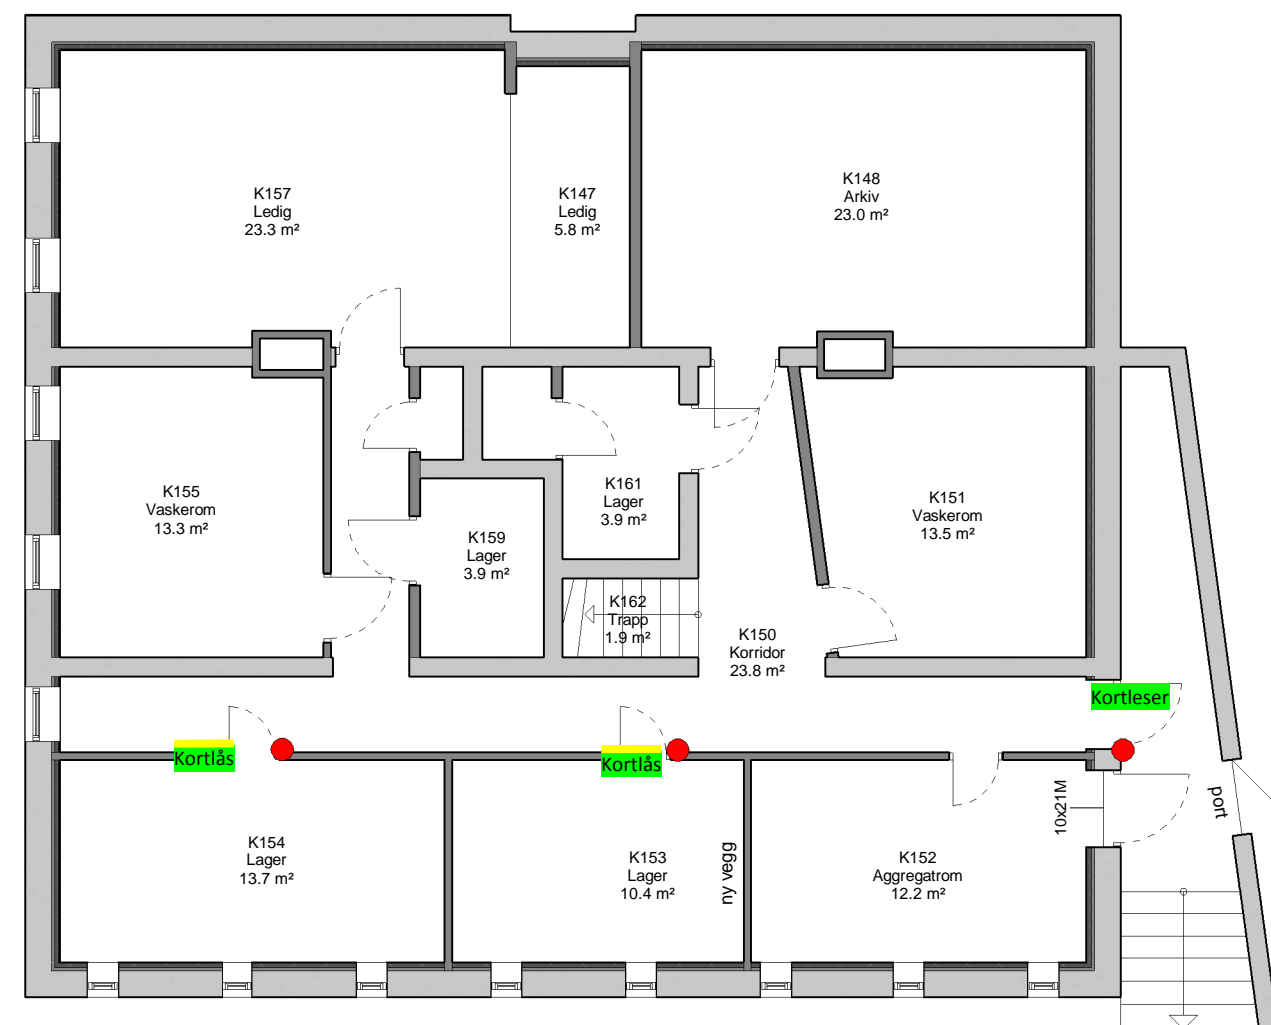 K157
Ledig
23.3 m²
K147
Ledig
5.8 m²
K148
Arkiv
23.0 m²
K155
Vaskerom
13.3 m²
K159
Lager
3.9 m²
K161
Lager
3.9 m²
K151
Vaskerom
13.5 m²
K162
Trapp
1.9 m²
K150
Korridor
23.8 m²
Kortleser
Kortlås
Kortlås
10x21M
port
K154
Lager
13.7 m²
K153
Lager
10.4 m²
ny vegg
K152
Aggregatrom
12.2 m²